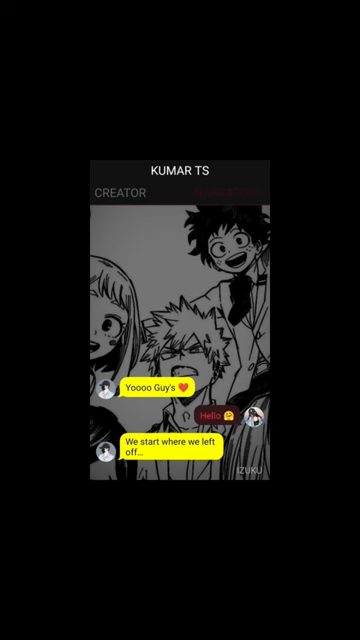 KUMAR TS
CREATOR
Yoooo Guy's ❤️
Hello 🤗
We start where we left
off...
IZUKU